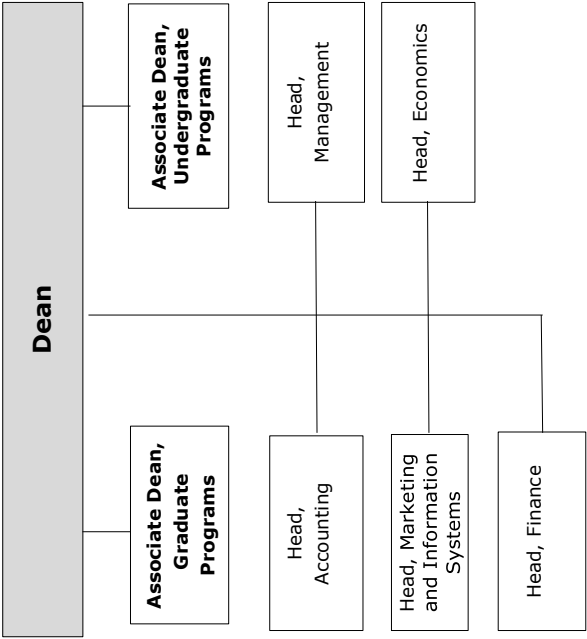 Dean
Associate Dean,
Graduate
Programs
Associate Dean,
Undergraduate
Programs
Head,
Accounting
Head,
Management
Head, Marketing
and Information
Systems
Head, Economics
Head, Finance